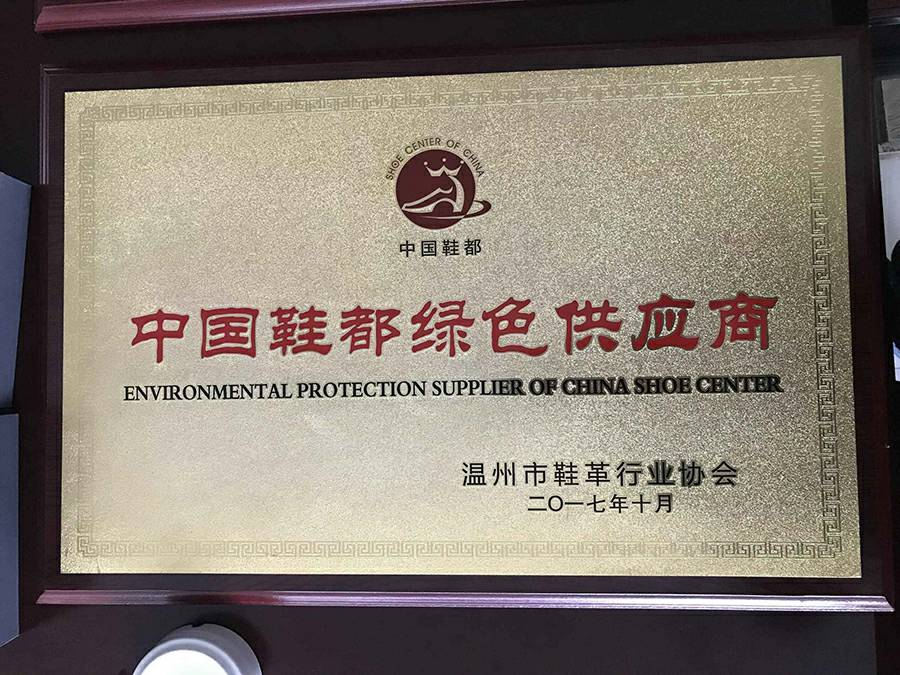 SHOE CENTER OF CHINA
中国鞋都
中国鞋都绿色供应商
ENVIRONMENTAL PROTECTION SUPPLIER OF CHINA SHOE CENTER
温州市鞋革行业协会
二〇一七年十月